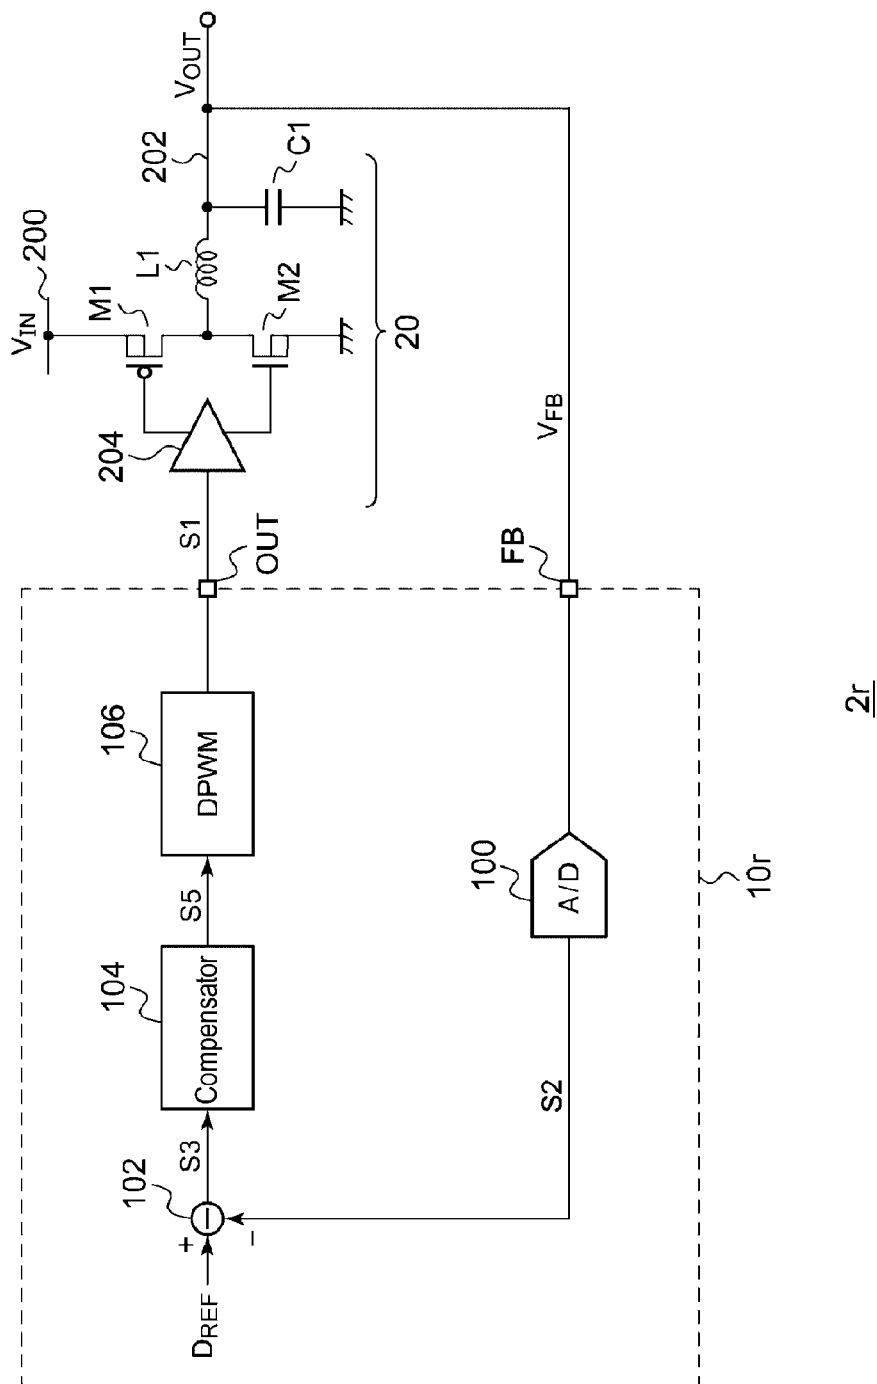 V_IN
200
M1
L1
M2
204
202
C1
V_OUT
20
S1
OUT
FB
V_FB
D_REF
+
-
102
S3
104
Compensator
S5
106
DPWM
100
A/D
S2
10r
2r